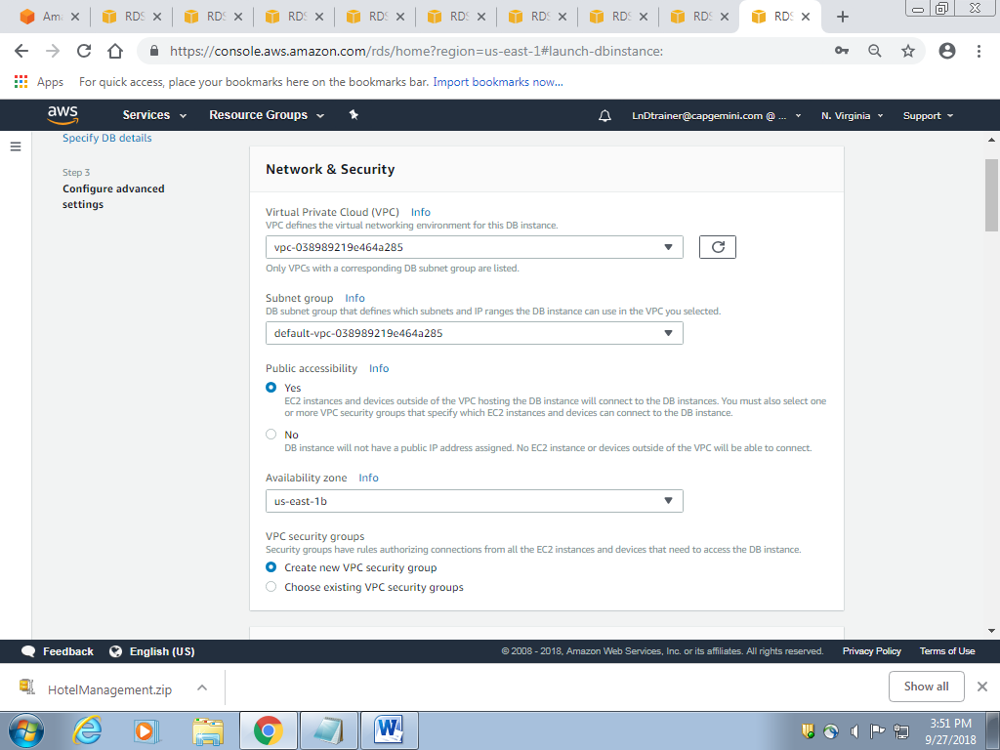 Ama
RDS
RDS
RDS
RDS
RDS
RDS
RDS
RDS
RDS
https://console.aws.amazon.com/rds/home?region=us-east-1#launch-dbinstance:
Apps For quick access, place your bookmarks here on the bookmarks bar. Import bookmarks now...
aws Services Resource Groups LnDtrainer@capgemini.com @ ... N. Virginia Support
Specify DB details
Step 3
Configure advanced
settings
Network & Security
Virtual Private Cloud (VPC) Info
VPC defines the virtual networking environment for this DB instance.
vpc-038989219e464a285
Only VPCs with a corresponding DB subnet group are listed.
Subnet group Info
DB subnet group that defines which subnets and IP ranges the DB instance can use in the VPC you selected.
default-vpc-038989219e464a285
Public accessibility Info
Yes
EC2 instances and devices outside of the VPC hosting the DB instance will connect to the DB instances. You must also select one
or more VPC security groups that specify which EC2 instances and devices can connect to the DB instance.
No
DB instance will not have a public IP address assigned. No EC2 instance or devices outside of the VPC will be able to connect.
Availability zone Info
us-east-1b
VPC security groups
Security groups have rules authorizing connections from all the EC2 instances and devices that need to access the DB instance.
Create new VPC security group
Choose existing VPC security groups
Feedback English (US) © 2008 - 2018, Amazon Web Services, Inc. or its affiliates. All rights reserved. Privacy Policy Terms of Use
HotelManagement.zip Show all
3:51 PM
9/27/2018